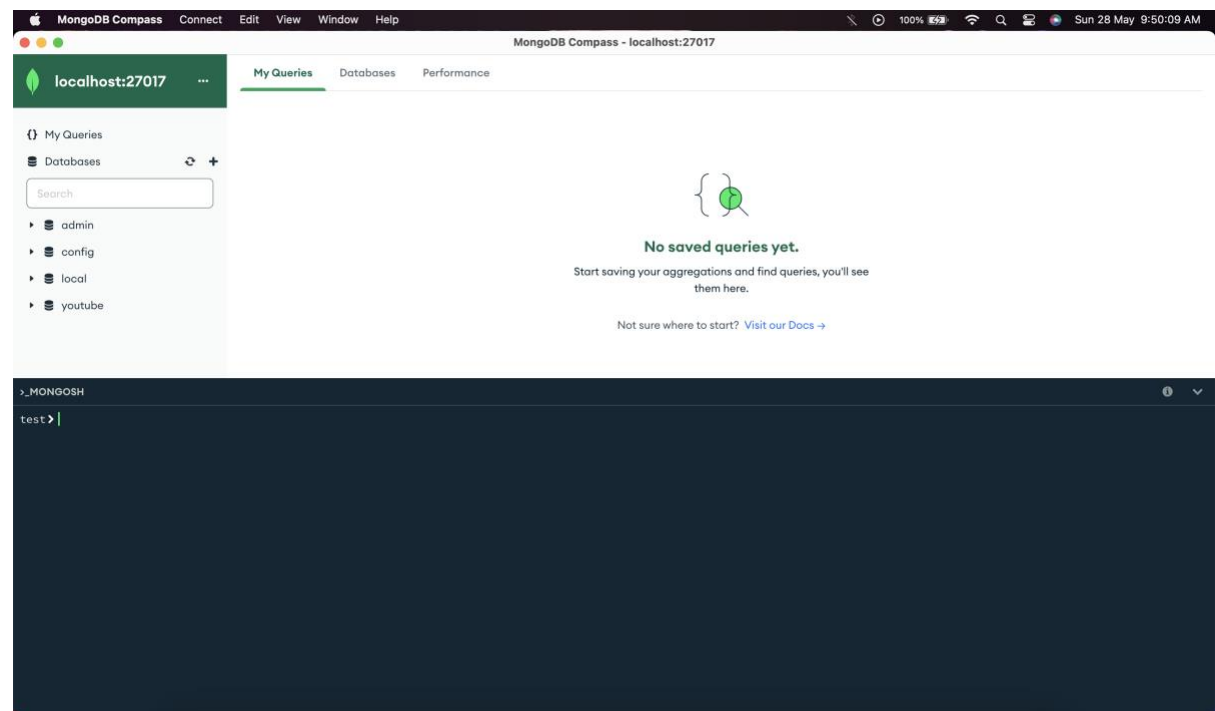 MongoDB Compass Connect Edit View Window Help 100% Sun 28 May 9:50:09 AM
MongoDB Compass - localhost:27017
localhost:27017 ...
My Queries Databases Performance
{} My Queries
Databases
Search
admin
config
local
youtube
No saved queries yet.
Start saving your aggregations and find queries, you'll see
them here.
Not sure where to start? Visit our Docs →
>_MONGOSH
test>